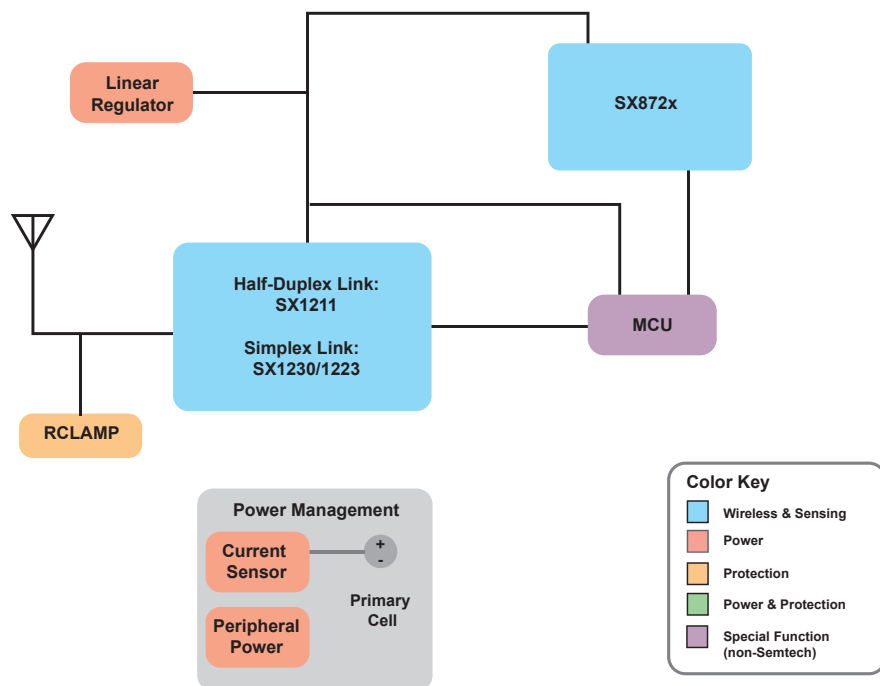 Linear
Regulator
SX872x
Half-Duplex Link:
SX1211
Simplex Link:
SX1230/1223
MCU
RCLAMP
Power Management
Current
Sensor
+
-
Primary
Cell
Peripheral
Power
Color Key
Wireless & Sensing
Power
Protection
Power & Protection
Special Function
(non-Semtech)